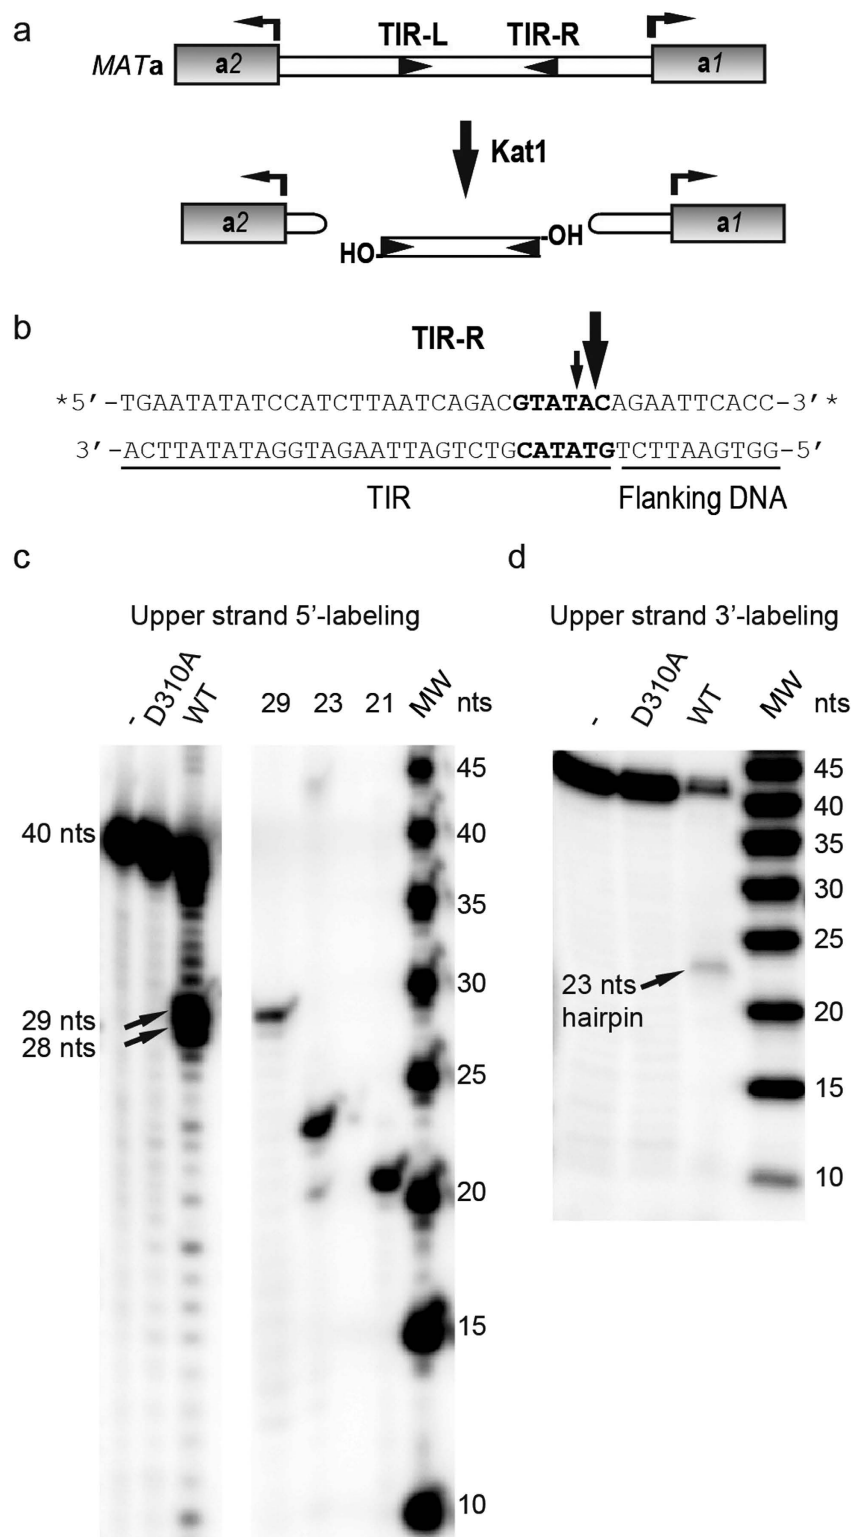 a
TIR-L TIR-R
MATa a2 a1
Kat1
a2 a1
HO -OH
b
TIR-R
*5′-TGAATATATCCATCTTAATCAGACGTATACAGAATTCACC-3′*
3′-ACTTATATAGGTAGAATTAGTCTGCATATGTCTTAAGTGG-5′
TIR Flanking DNA
c
Upper strand 5’-labeling
- D310A WT 29 23 21 MW nts
45
40 nts 40
35
30
29 nts
28 nts
25
20
15
10
d
Upper strand 3’-labeling
- D310A WT MW nts
45
40
35
30
25
23 nts
hairpin
20
15
10